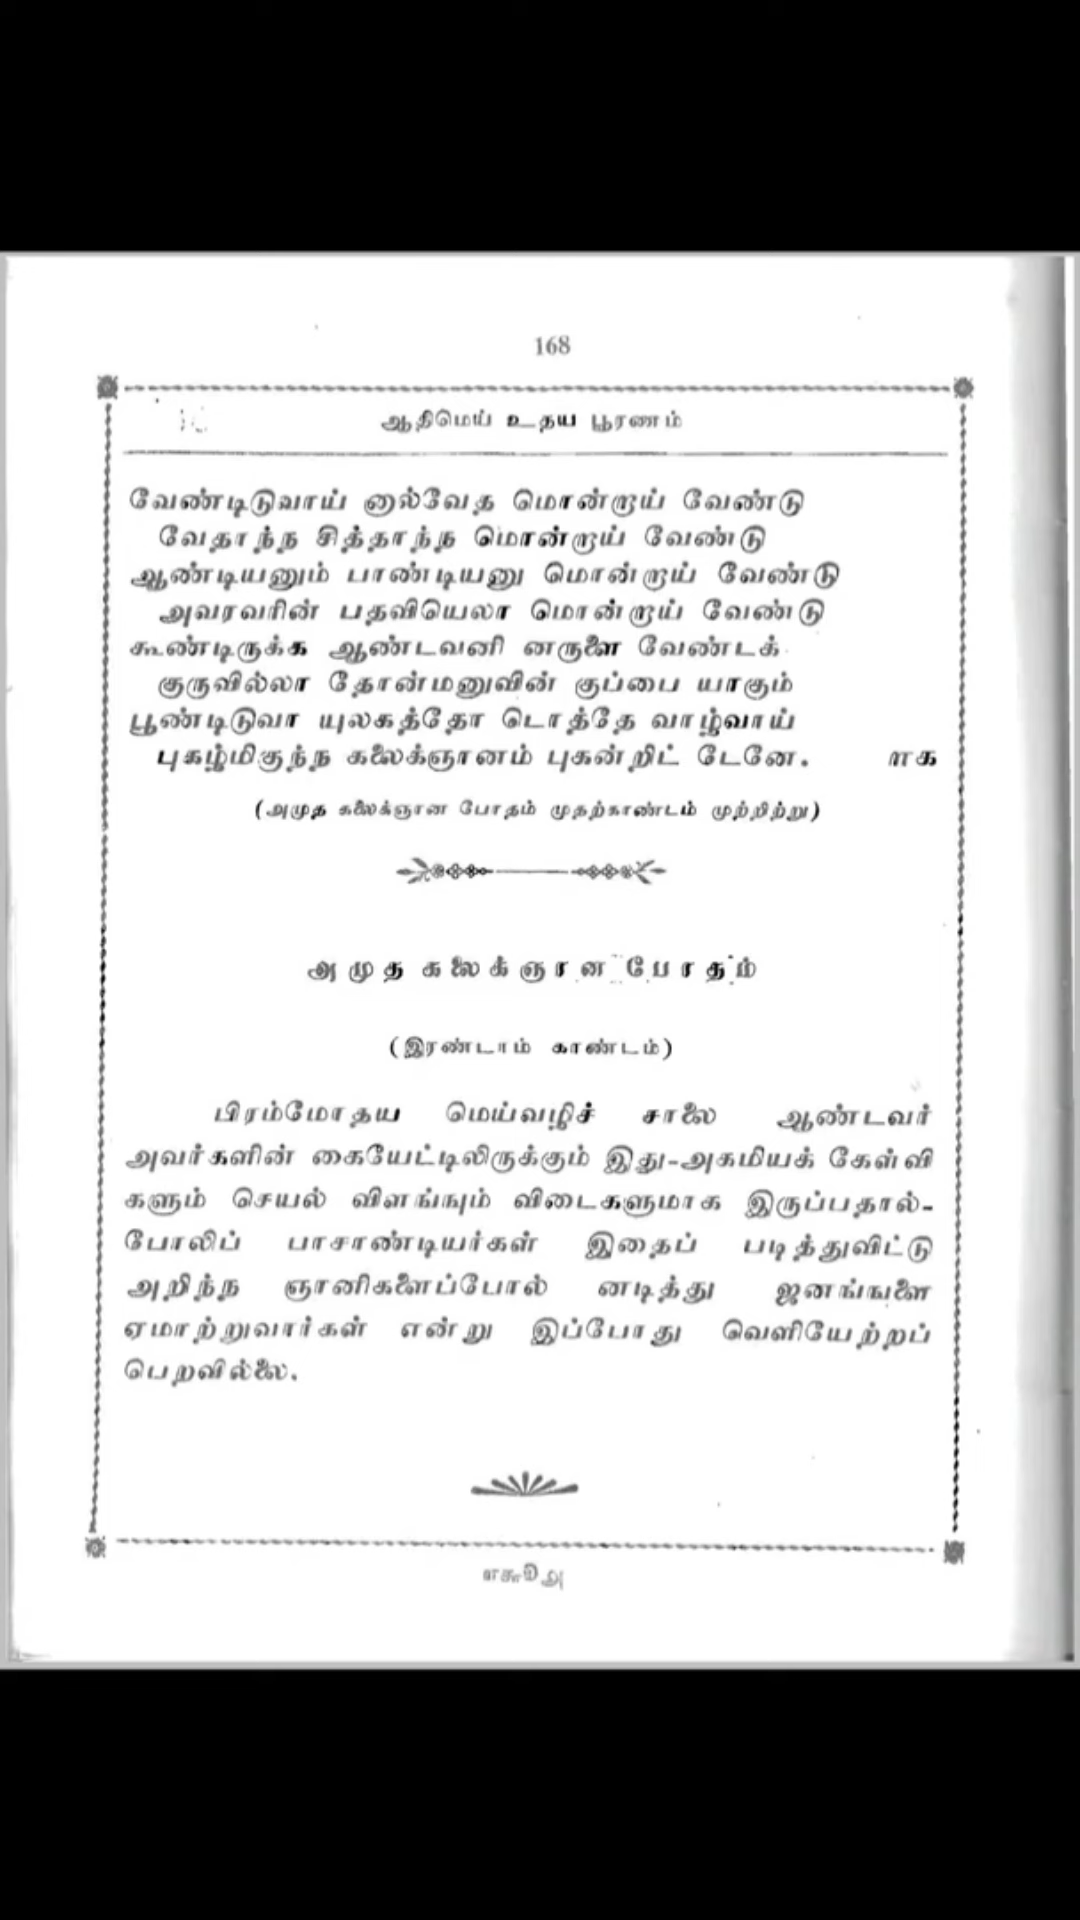 168
ஆதிமெய் உதய பூரணம்
வேண்டிடுவாய் னால்வேத மொன்றாய் வேண்டு
வேதாந்ந சித்தாந்ந மொன்றாய் வேண்டு
ஆண்டியனும் பாண்டியனு மொன்றாய் வேண்டு
அவரவரின் பதவியெலா மொன்றாய் வேண்டு
கூண்டிருக்க ஆண்டவனி னருளை வேண்டக்
குருவில்லா தோன்மனுவின் குப்பை யாகும்
பூண்டிடுவா யுலகத்தோ டொத்தே வாழ்வாய்
புகழ்மிகுந்ந கலைக்ஞானம் புகன்றிட் டேனே. ௱௧
(அமுத கலைக்ஞான போதம் முதற்காண்டம் முற்றிற்று)
அமுத கலைக்ஞான போதம்
(இரண்டாம் காண்டம்)
பிரம்மோதய மெய்வழிச் சாலை ஆண்டவர்
அவர்களின் கையேட்டிலிருக்கும் இது-அகமியக் கேள்வி
களும் செயல் விளங்ஙும் விடைகளுமாக இருப்பதால்-
போலிப் பாசாண்டியர்கள் இதைப் படித்துவிட்டு
அறிந்ந ஞானிகளைப்போல் னடித்து ஜனங்ஙளை
ஏமாற்றுவார்கள் என்று இப்போது வெளியேற்றப்
பெறவில்லை.
௱௬௰௮